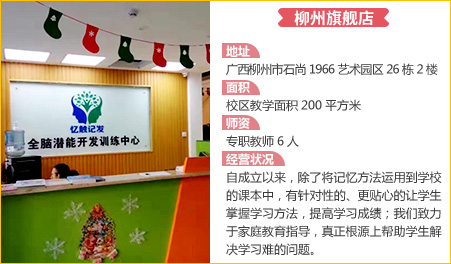 忆触记发
全脑潜能开发训练中心
柳州旗舰店
地址
广西柳州市石尚 1966 艺术园区 26 栋 2 楼
面积
校区教学面积 200 平方米
师资
专职教师 6 人
经营状况
自成立以来，除了将记忆方法运用到学校
的课本中，有针对性的、更贴心的让学生
掌握学习方法，提高学习成绩；我们致力
于家庭教育指导，真正根源上帮助学生解
决学习难的问题。